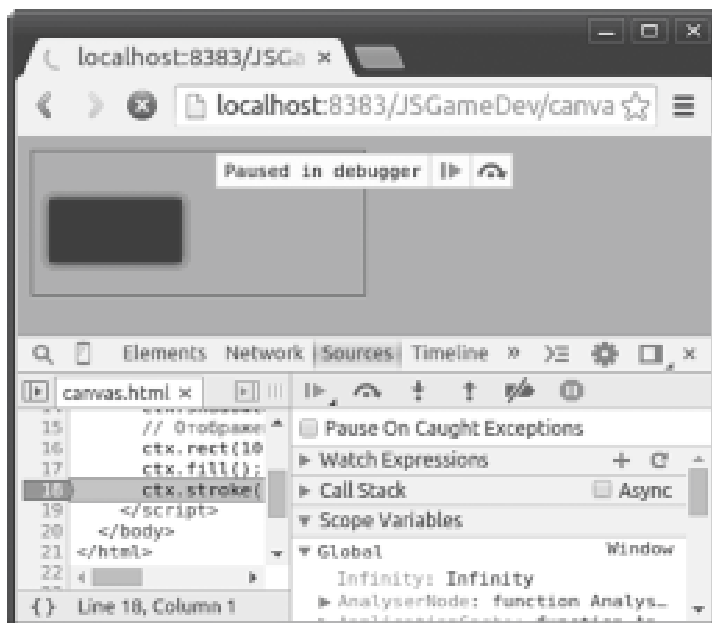 localhost:8383/JSGa ×
localhost:8383/JSGameDev/canva
Paused in debugger
Elements Network Sources Timeline » ×
canvas.html ×
15 // Отображе
16 ctx.rect(10
17 ctx.fill();
18 ctx.stroke(
19 </script>
20 </body>
21 </html>
22
{} Line 18, Column 1
Pause On Caught Exceptions
Watch Expressions +
Call Stack Async
Scope Variables
Global Window
Infinity: Infinity
AnalyserNode: function Analys…